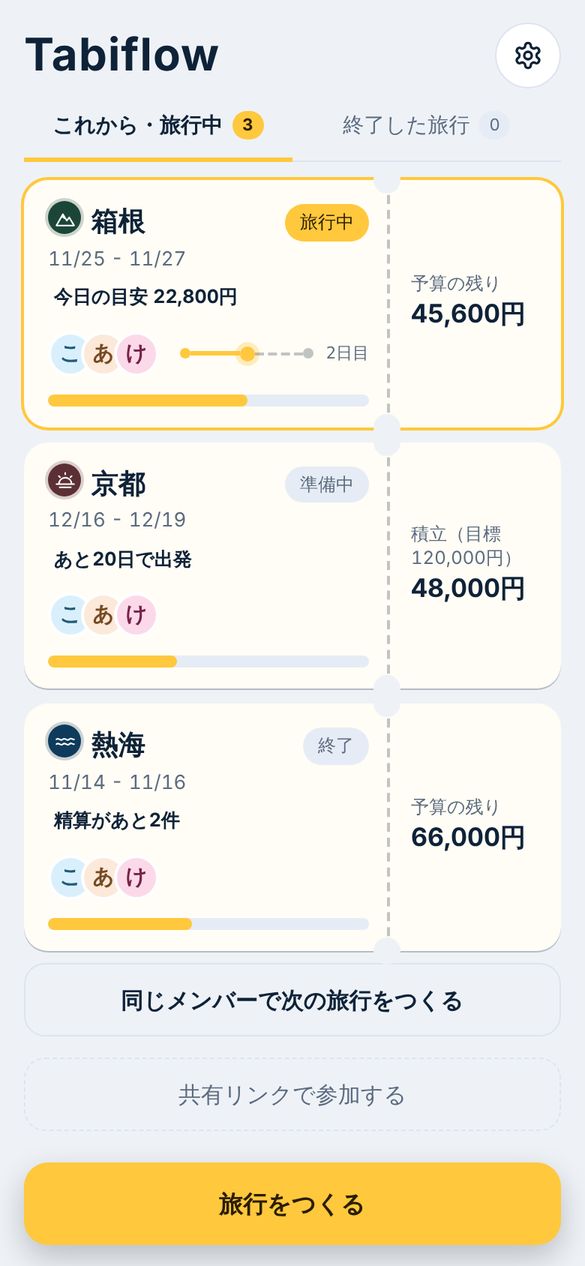 Tabiflow
これから・旅行中 3
終了した旅行 0
箱根
旅行中
11/25 - 11/27
今日の目安 22,800円
こ あ け
2日目
予算の残り
45,600円
京都
準備中
12/16 - 12/19
あと20日で出発
こ あ け
積立（目標
120,000円）
48,000円
熱海
終了
11/14 - 11/16
精算があと2件
こ あ け
予算の残り
66,000円
同じメンバーで次の旅行をつくる
共有リンクで参加する
旅行をつくる